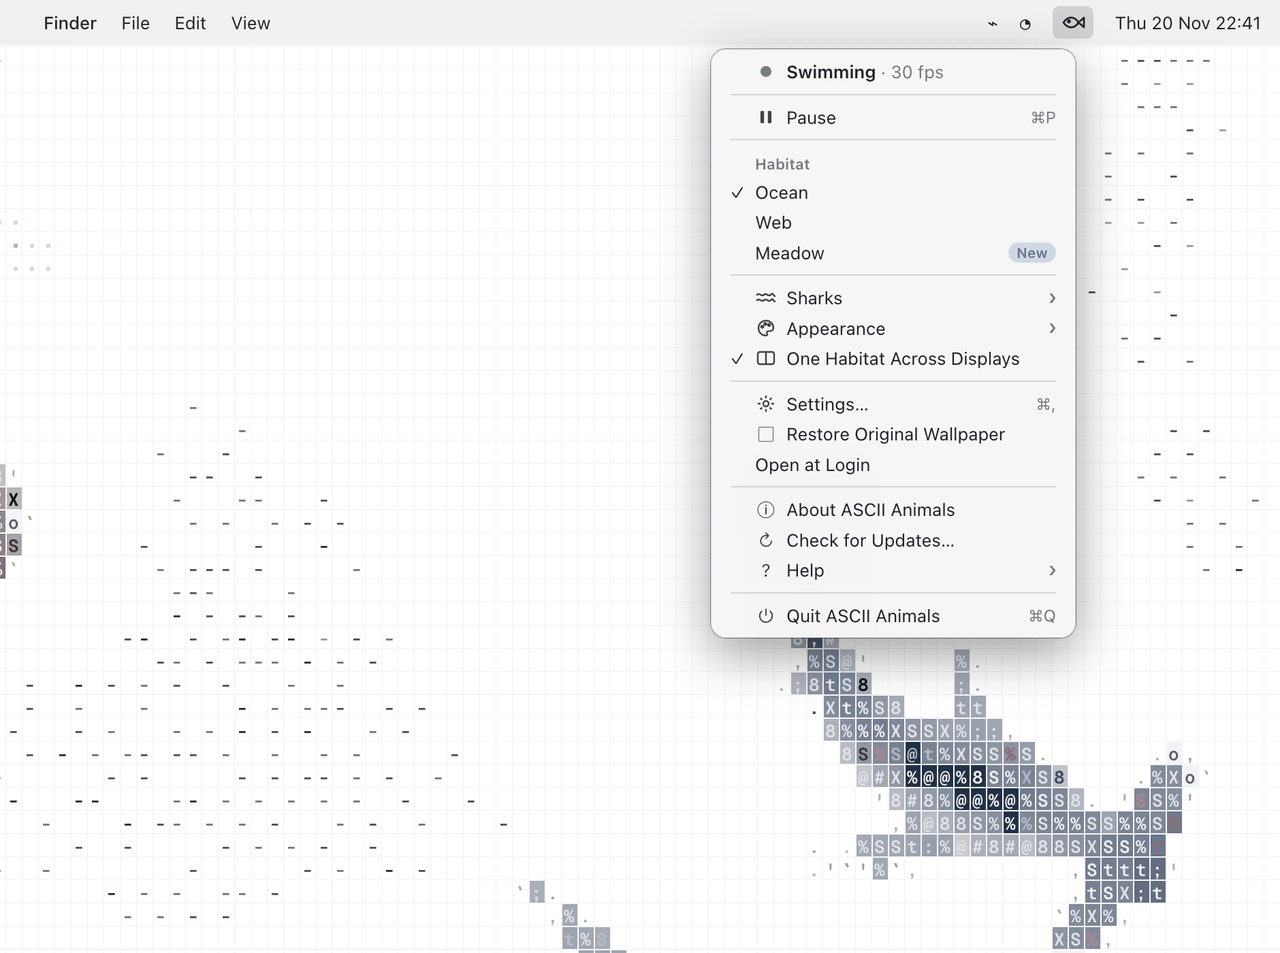 Finder File Edit View Thu 20 Nov 22:41
Swimming · 30 fps
Pause ⌘P
Habitat
Ocean
Web
Meadow New
Sharks
Appearance
One Habitat Across Displays
Settings... ⌘,
Restore Original Wallpaper
Open at Login
About ASCII Animals
Check for Updates...
Help
Quit ASCII Animals ⌘Q